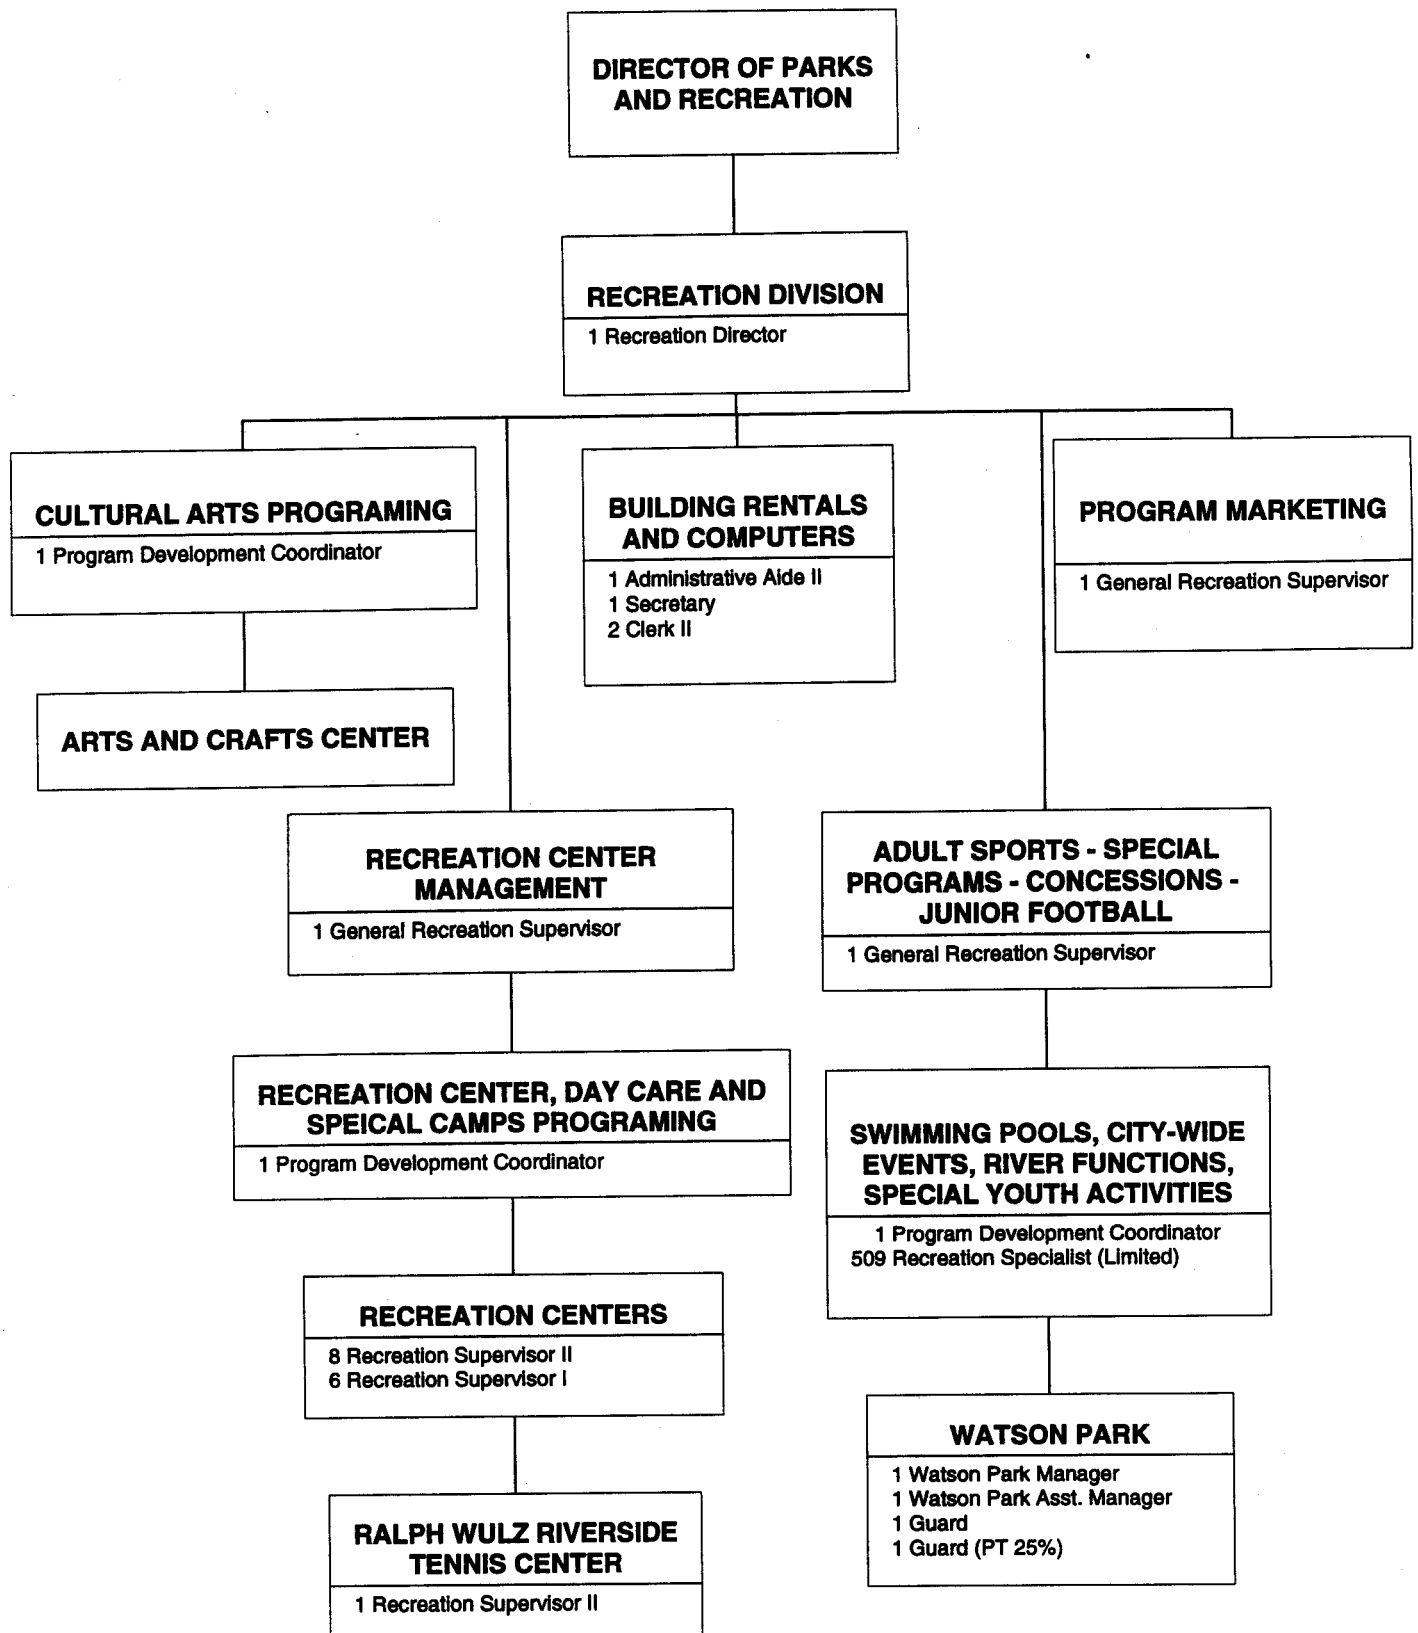 DIRECTOR OF PARKS
AND RECREATION
RECREATION DIVISION
1 Recreation Director
CULTURAL ARTS PROGRAMING
1 Program Development Coordinator
BUILDING RENTALS
AND COMPUTERS
1 Administrative Aide II
1 Secretary
2 Clerk II
PROGRAM MARKETING
1 General Recreation Supervisor
ARTS AND CRAFTS CENTER
RECREATION CENTER
MANAGEMENT
1 General Recreation Supervisor
ADULT SPORTS - SPECIAL
PROGRAMS - CONCESSIONS -
JUNIOR FOOTBALL
1 General Recreation Supervisor
RECREATION CENTER, DAY CARE AND
SPEICAL CAMPS PROGRAMING
1 Program Development Coordinator
SWIMMING POOLS, CITY-WIDE
EVENTS, RIVER FUNCTIONS,
SPECIAL YOUTH ACTIVITIES
1 Program Development Coordinator
509 Recreation Specialist (Limited)
RECREATION CENTERS
8 Recreation Supervisor II
6 Recreation Supervisor I
WATSON PARK
1 Watson Park Manager
1 Watson Park Asst. Manager
1 Guard
1 Guard (PT 25%)
RALPH WULZ RIVERSIDE
TENNIS CENTER
1 Recreation Supervisor II